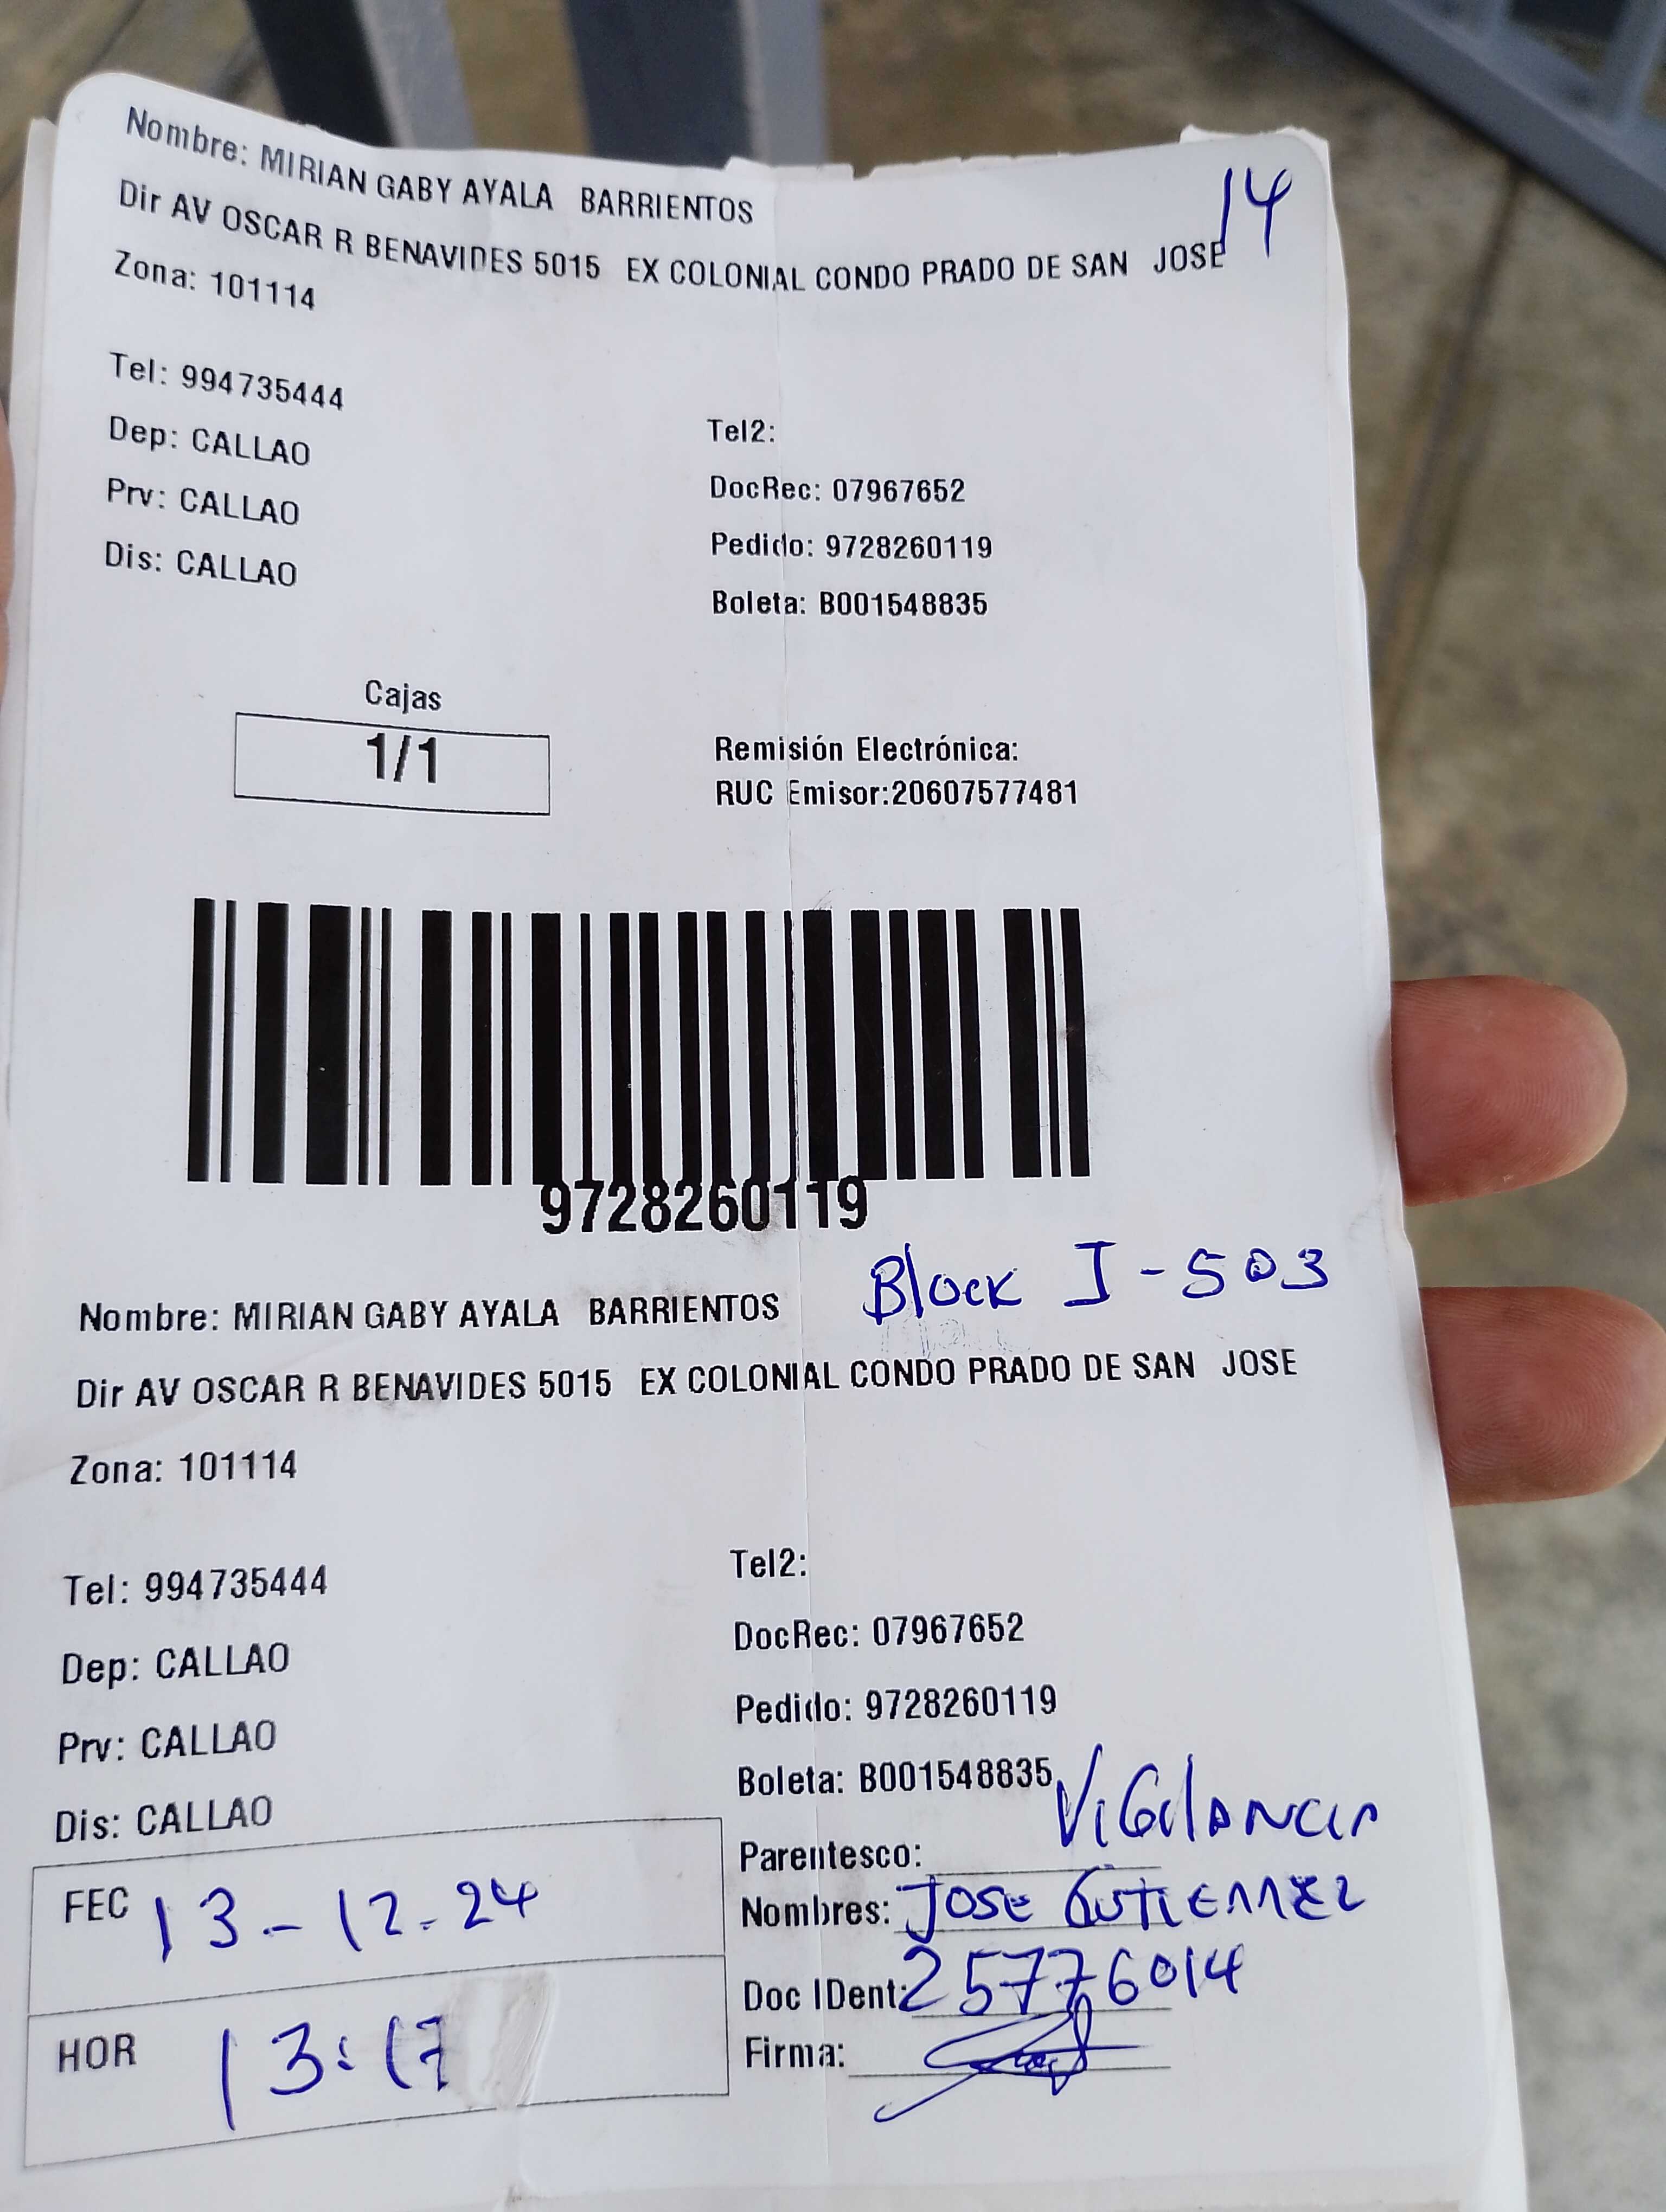 Nombre: MIRIAN GABY AYALA BARRIENTOS
14
Dir AV OSCAR R BENAVIDES 5015 EX COLONIAL CONDO PRADO DE SAN JOSE
Zona: 101114
Tel: 994735444
Tel2:
Dep: CALLAO
DocRec: 07967652
Prv: CALLAO
Pedido: 9728260119
Dis: CALLAO
Boleta: B001548835
Cajas
1/1
Remisión Electrónica:
RUC Emisor:20607577481
9728260119
Block I-503
Nombre: MIRIAN GABY AYALA BARRIENTOS
Dir AV OSCAR R BENAVIDES 5015 EX COLONIAL CONDO PRADO DE SAN JOSE
Zona: 101114
Tel: 994735444
Tel2:
Dep: CALLAO
DocRec: 07967652
Prv: CALLAO
Pedido: 9728260119
Dis: CALLAO
Boleta: B001548835
Parentesco: ViGilANCiA
FEC 13-12-24
Nombres: JOSE GUTIERREZ
Doc IDent: 25776014
HOR 13:17
Firma: